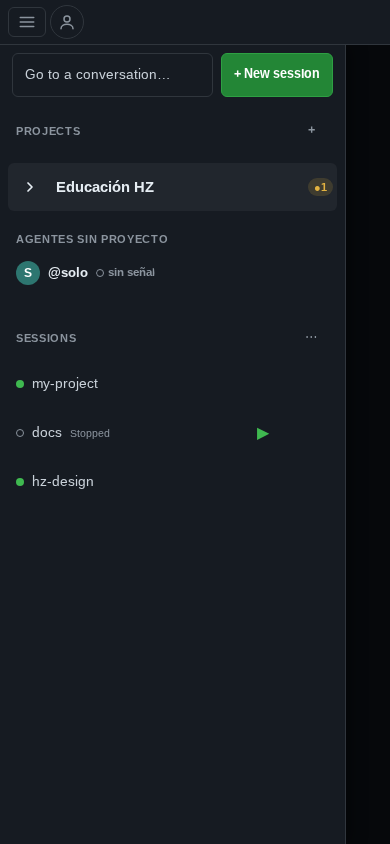 Go to a conversation…
+ New session
PROJECTS +
Educación HZ ●1
AGENTES SIN PROYECTO
S @solo sin señal
SESSIONS ···
my-project
docs Stopped
hz-design